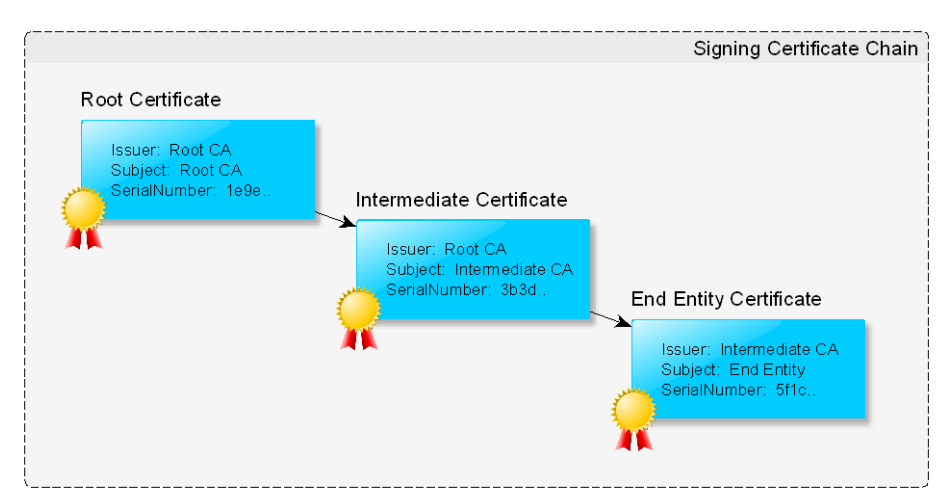 Signing Certificate Chain
Root Certificate
Issuer: Root CA
Subject: Root CA
SerialNumber: 1e9e..
Intermediate Certificate
Issuer: Root CA
Subject: Intermediate CA
SerialNumber: 3b3d..
End Entity Certificate
Issuer: Intermediate CA
Subject: End Entity
SerialNumber: 5f1c..